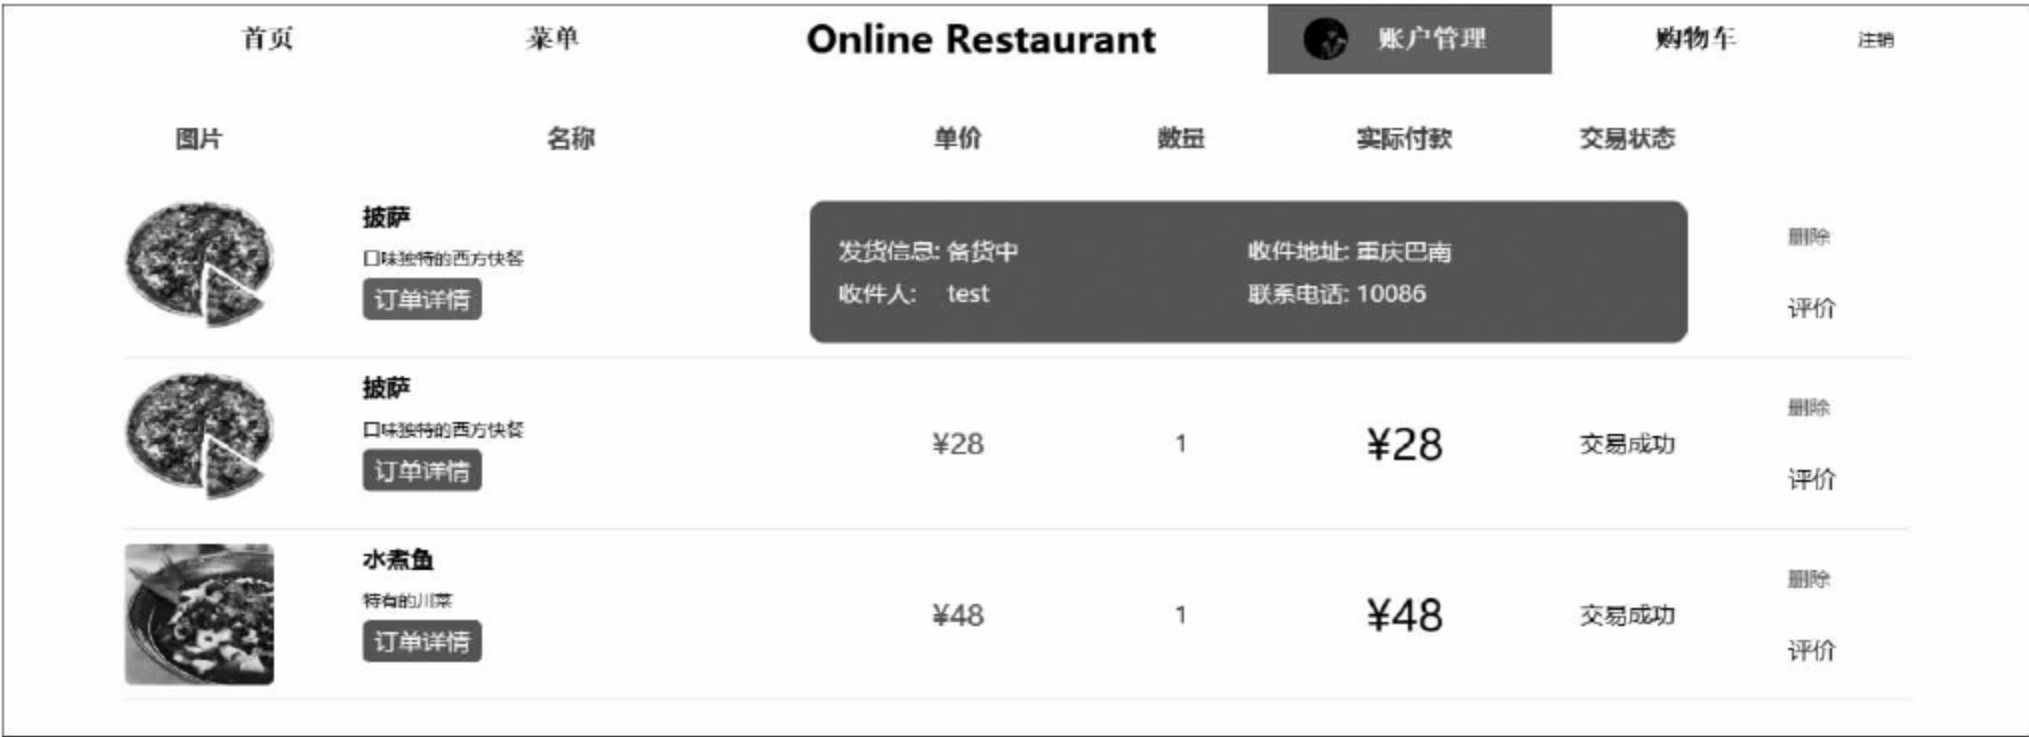 首页 菜单 Online Restaurant 账户管理 购物车 注销
图片 名称 单价 数量 实际付款 交易状态
披萨
口味独特的西方快餐
订单详情
发货信息: 备货中 收件地址: 重庆巴南
收件人: test 联系电话: 10086
删除
评价
披萨
口味独特的西方快餐
订单详情
¥28 1 ¥28 交易成功
删除
评价
水煮鱼
特有的川菜
订单详情
¥48 1 ¥48 交易成功
删除
评价